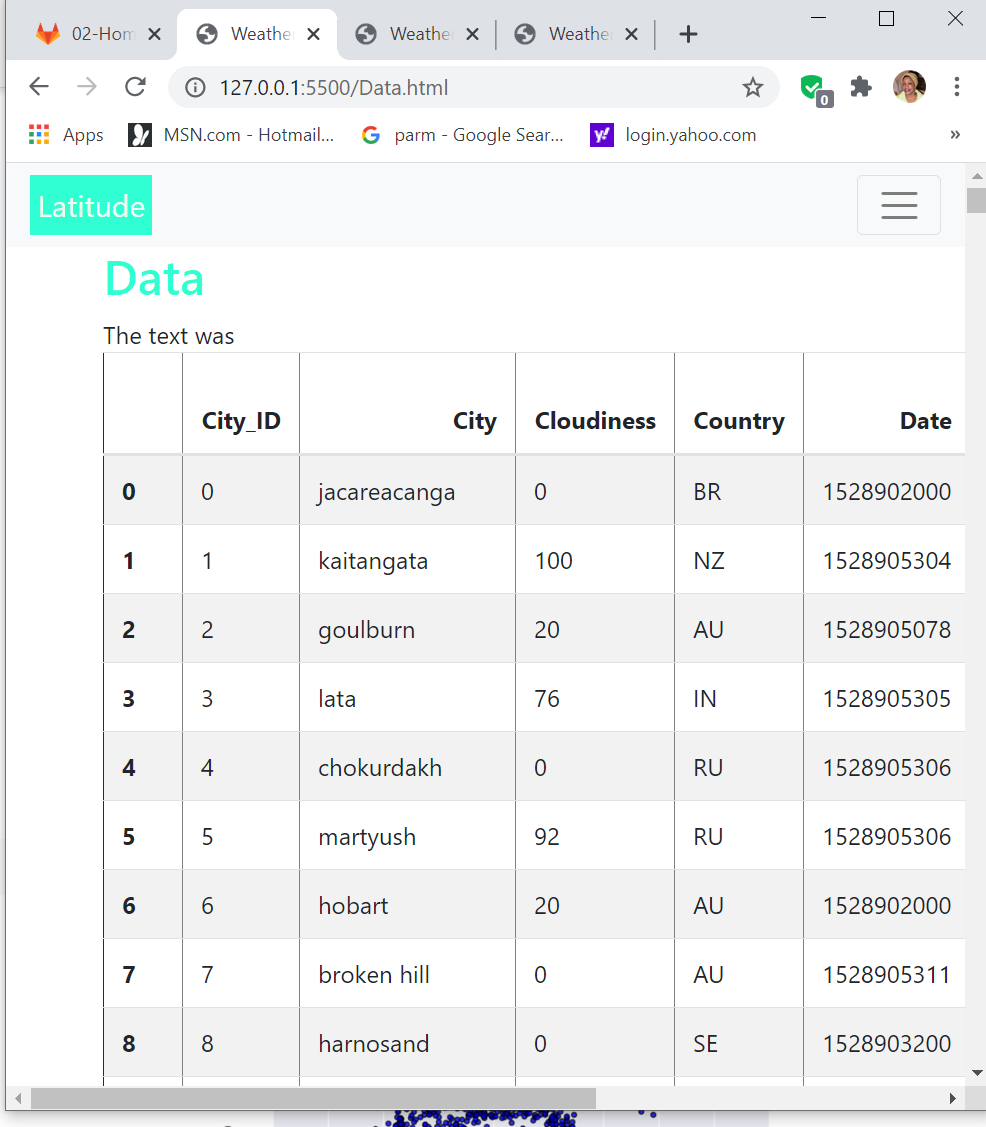 02-Hom
Weather
Weather
Weather
127.0.0.1:5500/Data.html
0
Apps MSN.com - Hotmail... parm - Google Sear... login.yahoo.com »
Latitude
Data
The text was
City_ID City Cloudiness Country Date
0 0 jacareacanga 0 BR 1528902000
1 1 kaitangata 100 NZ 1528905304
2 2 goulburn 20 AU 1528905078
3 3 lata 76 IN 1528905305
4 4 chokurdakh 0 RU 1528905306
5 5 martyush 92 RU 1528905306
6 6 hobart 20 AU 1528902000
7 7 broken hill 0 AU 1528905311
8 8 harnosand 0 SE 1528903200